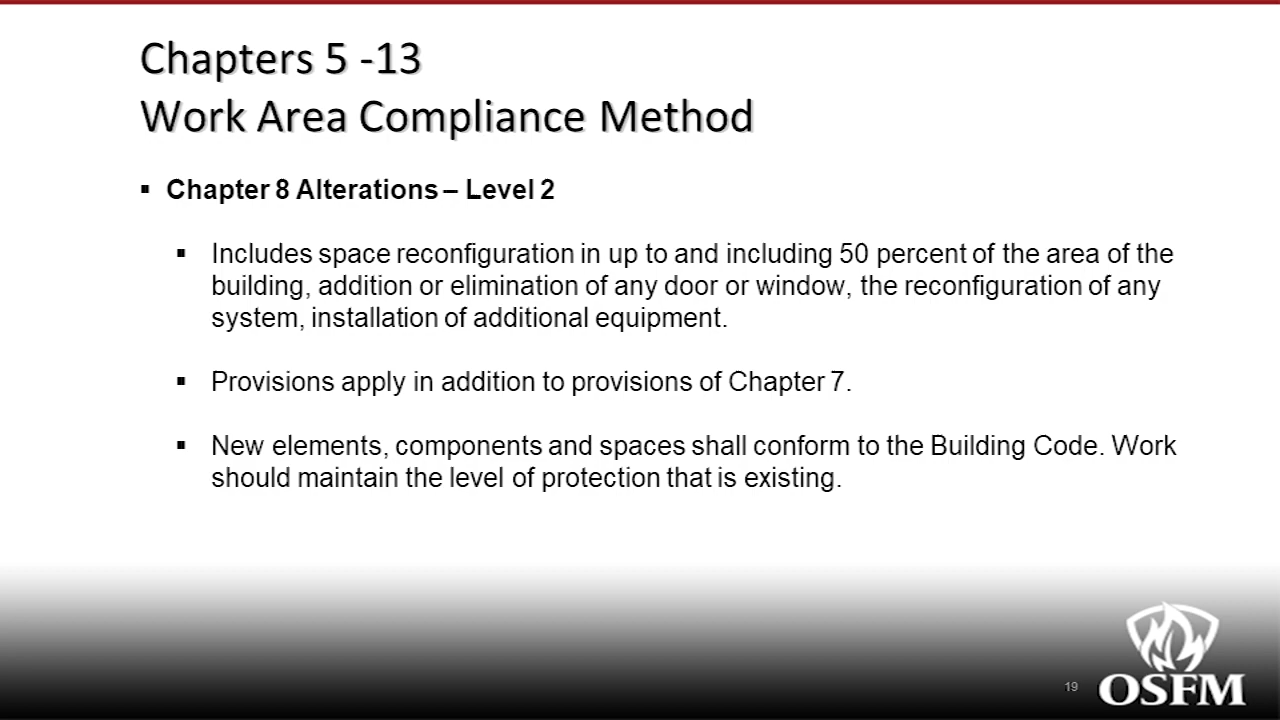 Chapters 5 -13
Work Area Compliance Method
▪ Chapter 8 Alterations – Level 2
▪ Includes space reconfiguration in up to and including 50 percent of the area of the
building, addition or elimination of any door or window, the reconfiguration of any
system, installation of additional equipment.
▪ Provisions apply in addition to provisions of Chapter 7.
▪ New elements, components and spaces shall conform to the Building Code. Work
should maintain the level of protection that is existing.
19
OSFM